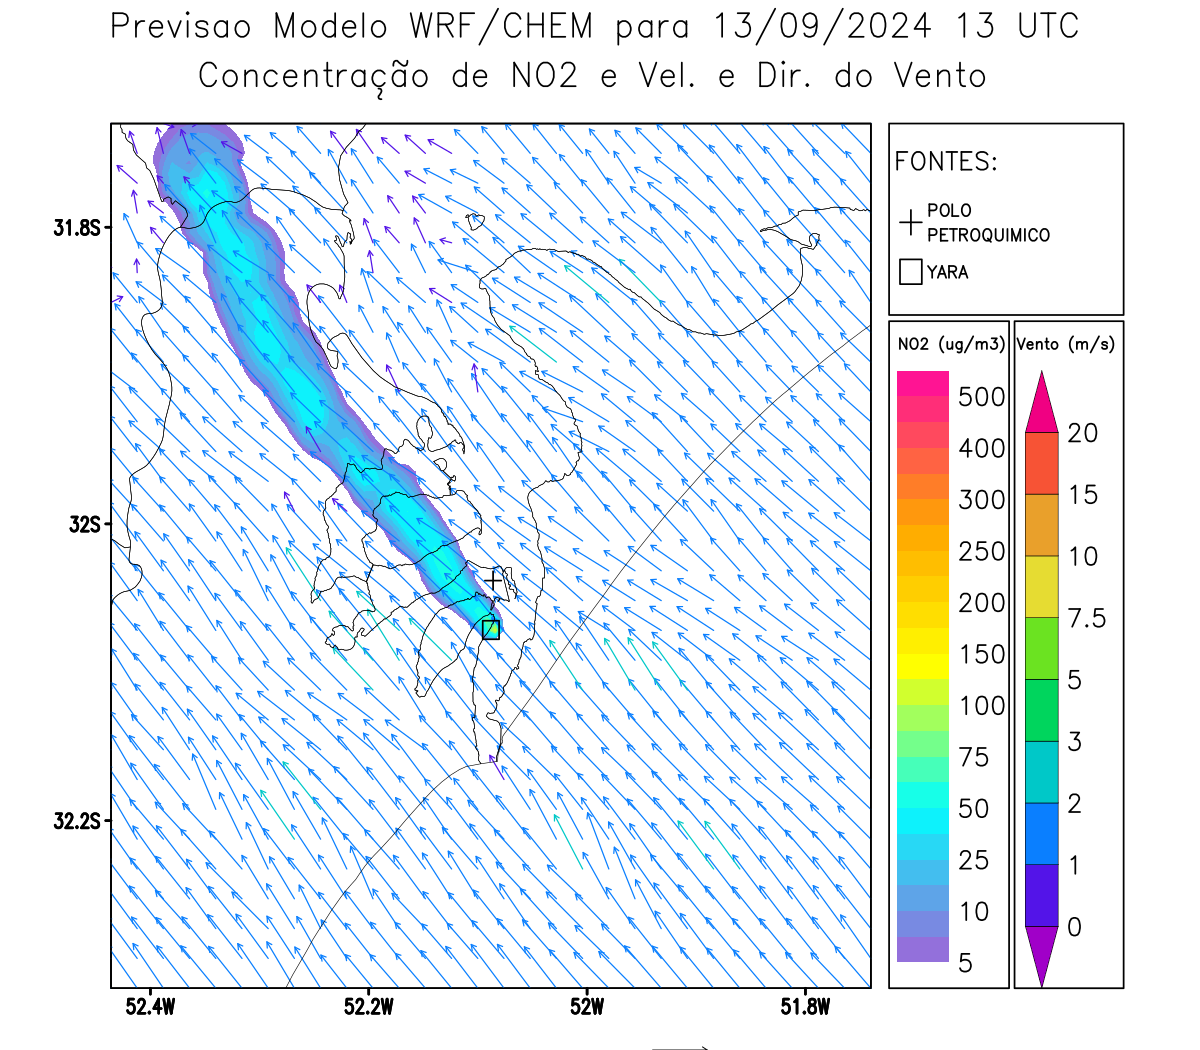 Previsao Modelo WRF/CHEM para 13/09/2024 13 UTC
Concentração de NO2 e Vel. e Dir. do Vento
FONTES:
POLO
PETROQUIMICO
YARA
NO2 (ug/m3)
500
400
300
250
200
150
100
75
50
25
10
5
Vento (m/s)
20
15
10
7.5
5
3
2
1
0
31.8S
32S
32.2S
52.4W
52.2W
52W
51.8W